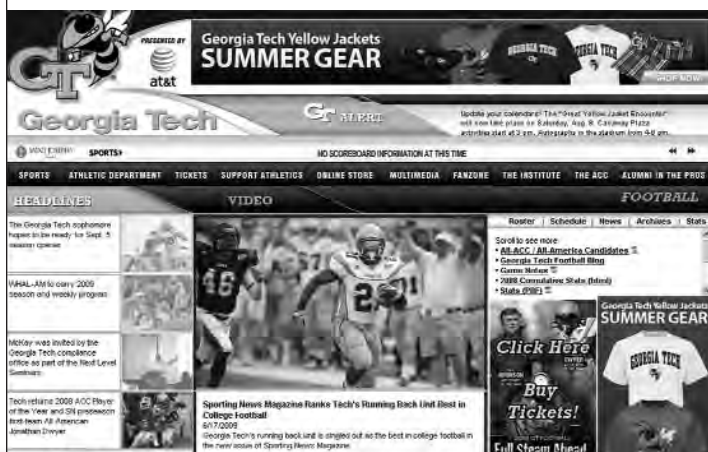 PRESENTED BY
at&t
Georgia Tech Yellow Jackets
SUMMER GEAR
GEORGIA TECH
GEORGIA TECH
SHOP NOW
GT
Georgia Tech
GT ALERT
Update your calendars! The "Great Yellow Jacket Encounter"
will now take place on Saturday, Aug. 8. Callaway Plaza
activities start at 3 pm. Autographs in the stadium from 4-6 pm.
SPORTS
NO SCOREBOARD INFORMATION AT THIS TIME
SPORTS ATHLETIC DEPARTMENT TICKETS SUPPORT ATHLETICS ONLINE STORE MULTIMEDIA FANZONE THE INSTITUTE THE ACC ALUMNI IN THE PROS
HEADLINES
VIDEO
FOOTBALL
The Georgia Tech sophomore
hopes to be ready for Sept. 5
season opener
WHAL-AM to carry 2009
season and weekly program
McKay was invited by the
Georgia Tech compliance
office as part of the Next Level
Seminars
Tech returns 2008 ACC Player
of the Year and SN preseason
first-team All American
Jonathan Dwyer
48
2
Sporting News Magazine Ranks Tech's Running Back Unit Best in
College Football
6/17/2009
Georgia Tech's running back unit is singled out as the best in college football in
the new issue of Sporting News Magazine.
Roster | Schedule | News | Archives | Stats
Scroll to see more
• All-ACC / All-America Candidates
• Georgia Tech Football Blog
• Game Notes
• 2008 Cumulative Stats (html)
• Stats (PDF)
Click Here
Buy
Tickets!
Full Steam Ahead
Georgia Tech Yellow Jackets
SUMMER GEAR
GEORGIA TECH
GT